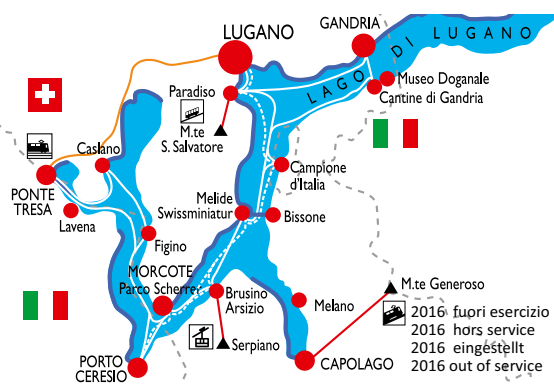 LUGANO
GANDRIA
LAGO DI LUGANO
Museo Doganale
Cantine di Gandria
Paradiso
M.te
S. Salvatore
Caslano
Campione
d'Italia
PONTE
TRESA
Lavena
Melide
Swissminiatur
Bissone
Figino
MORCOTE
Parco Scherrer
Brusino
Arsizio
Melano
M.te Generoso
Serpiano
PORTO
CERESIO
CAPOLAGO
2016 fuori esercizio
2016 hors service
2016 eingestellt
2016 out of service